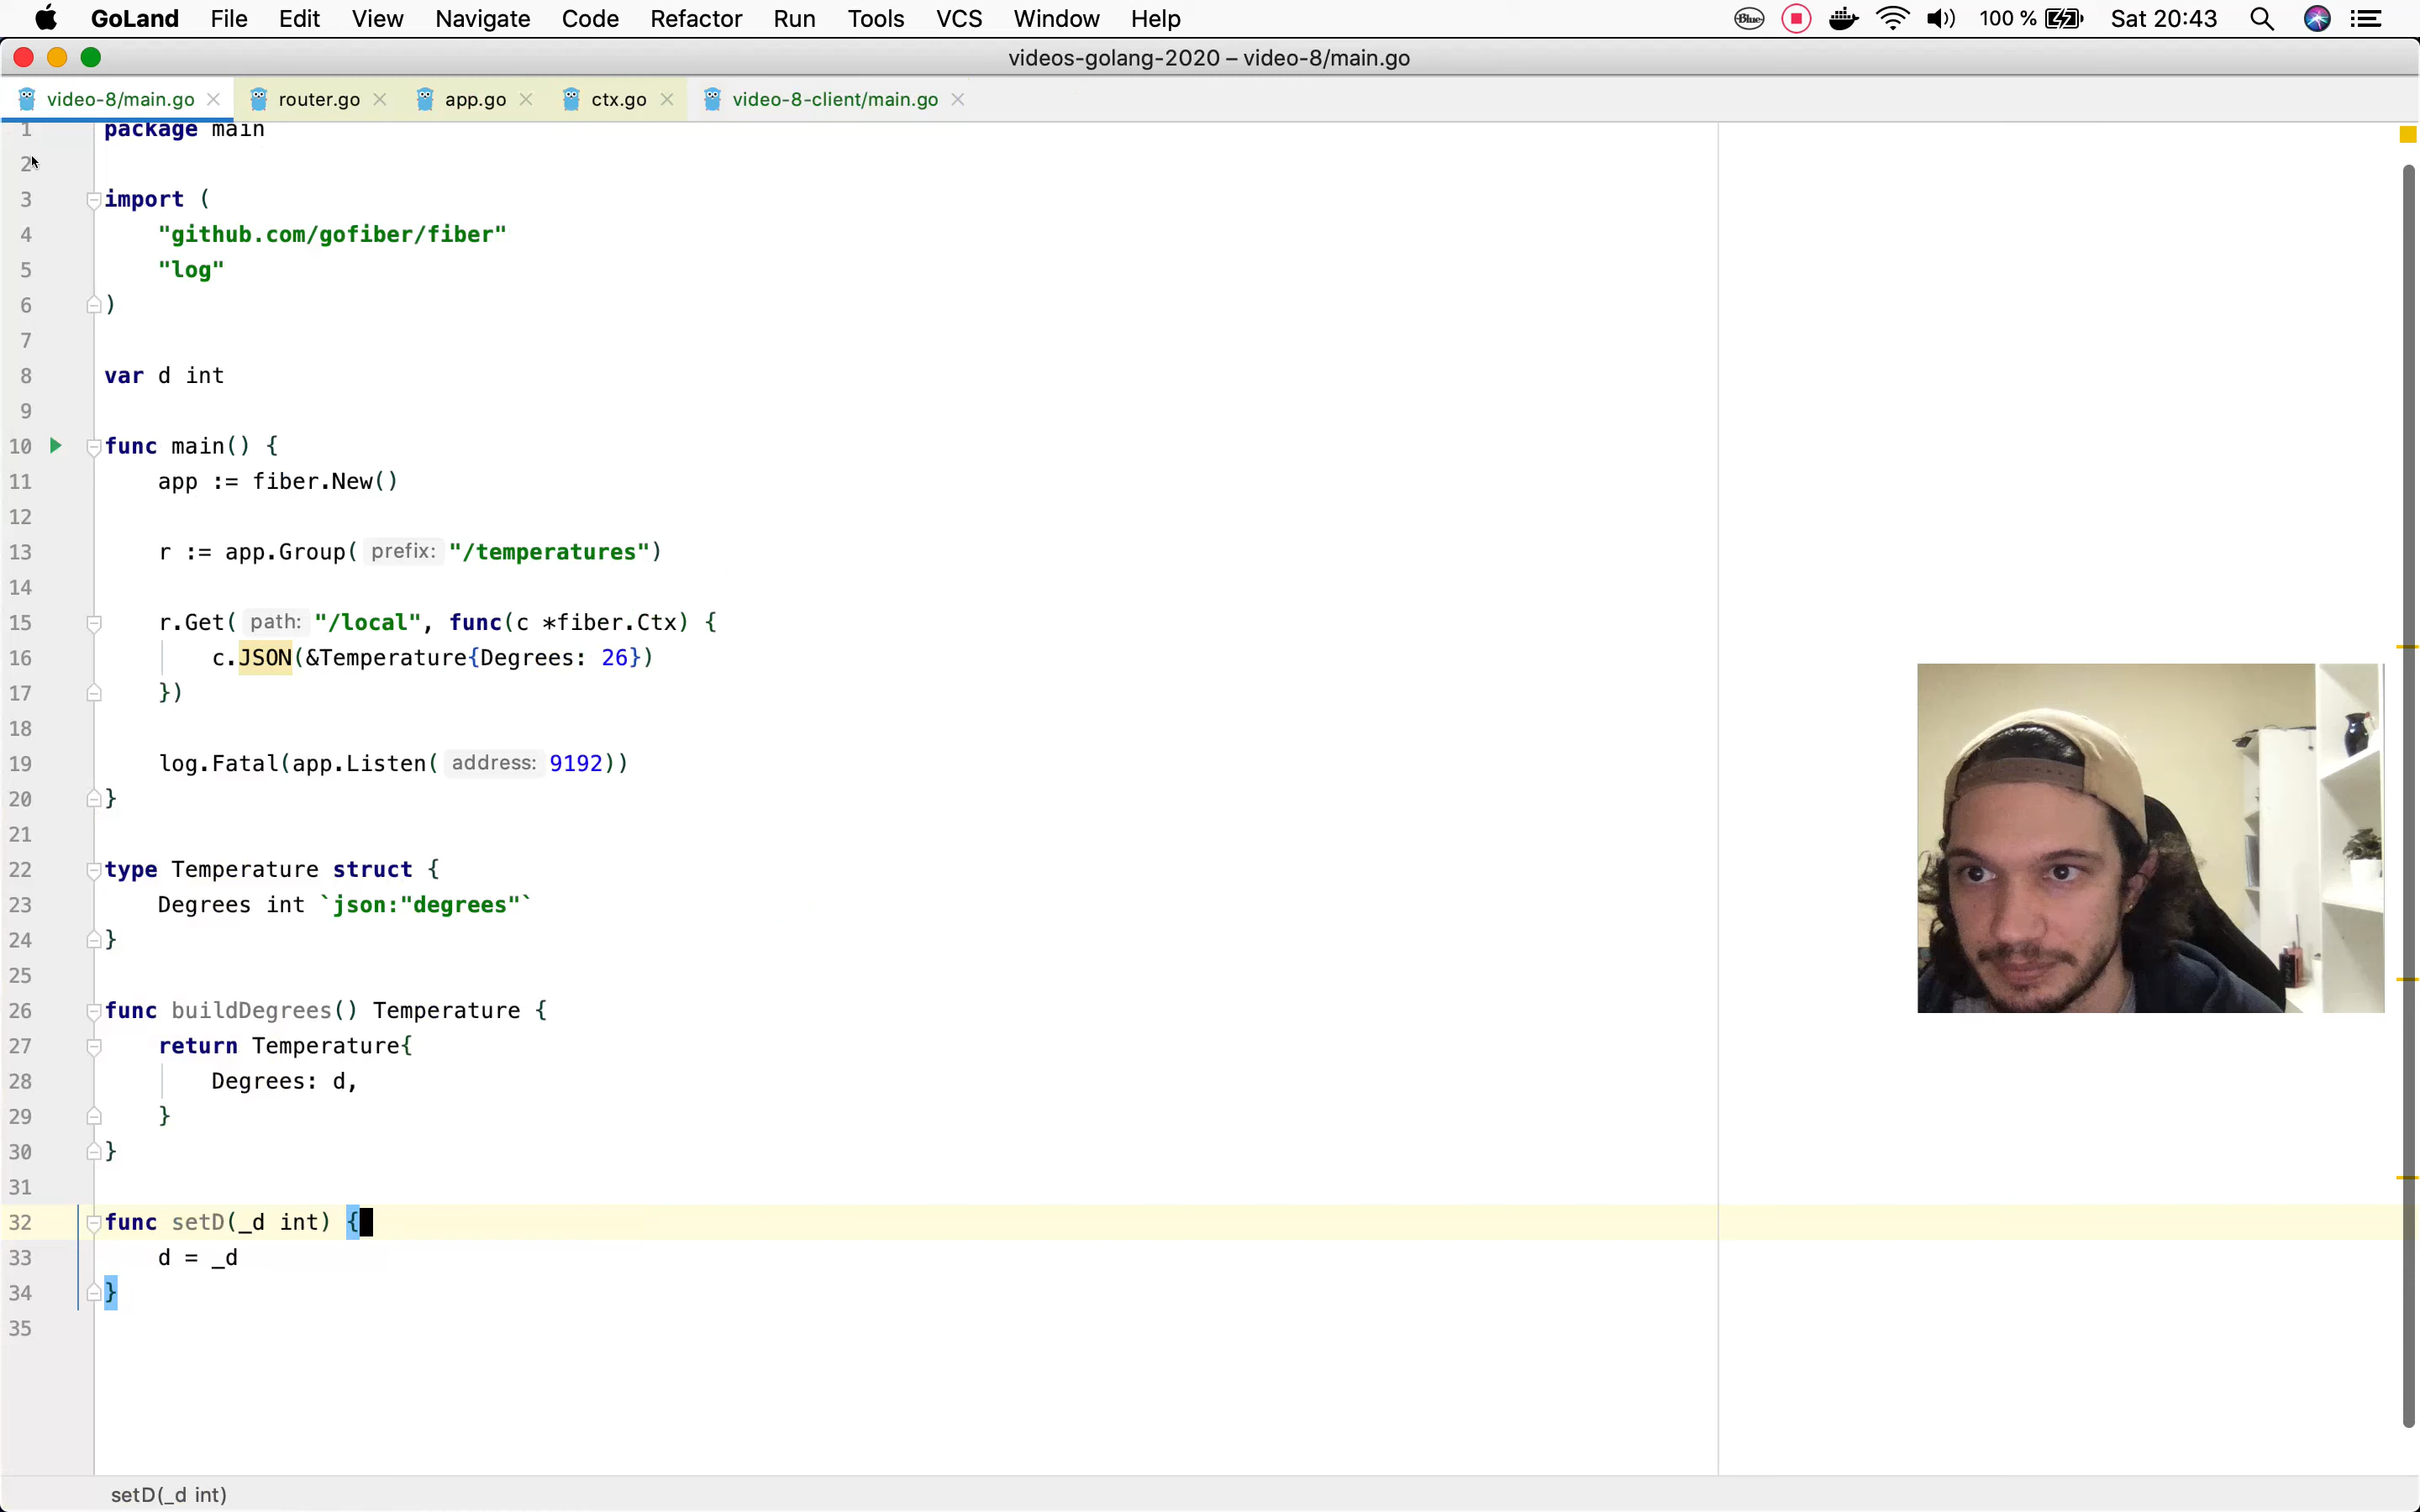 GoLand File Edit View Navigate Code Refactor Run Tools VCS Window Help Blue 100 % Sat 20:43
videos-golang-2020 – video-8/main.go
video-8/main.go router.go app.go ctx.go video-8-client/main.go
1 package main
2
3 import (
4 "github.com/gofiber/fiber"
5 "log"
6 )
7
8 var d int
9
10 func main() {
11 app := fiber.New()
12
13 r := app.Group( prefix: "/temperatures")
14
15 r.Get( path: "/local", func(c *fiber.Ctx) {
16 c.JSON(&Temperature{Degrees: 26})
17 })
18
19 log.Fatal(app.Listen( address: 9192))
20 }
21
22 type Temperature struct {
23 Degrees int `json:"degrees"`
24 }
25
26 func buildDegrees() Temperature {
27 return Temperature{
28 Degrees: d,
29 }
30 }
31
32 func setD(_d int) {
33 d = _d
34 }
35
setD(_d int)